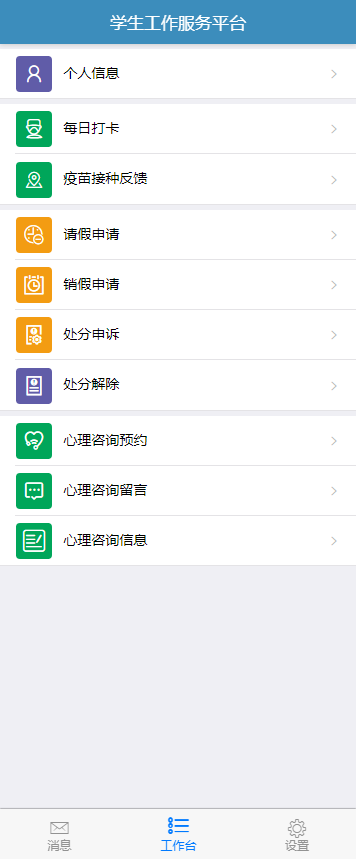 学生工作服务平台
个人信息
每日打卡
疫苗接种反馈
请假申请
销假申请
处分申诉
处分解除
心理咨询预约
心理咨询留言
心理咨询信息
消息
工作台
设置